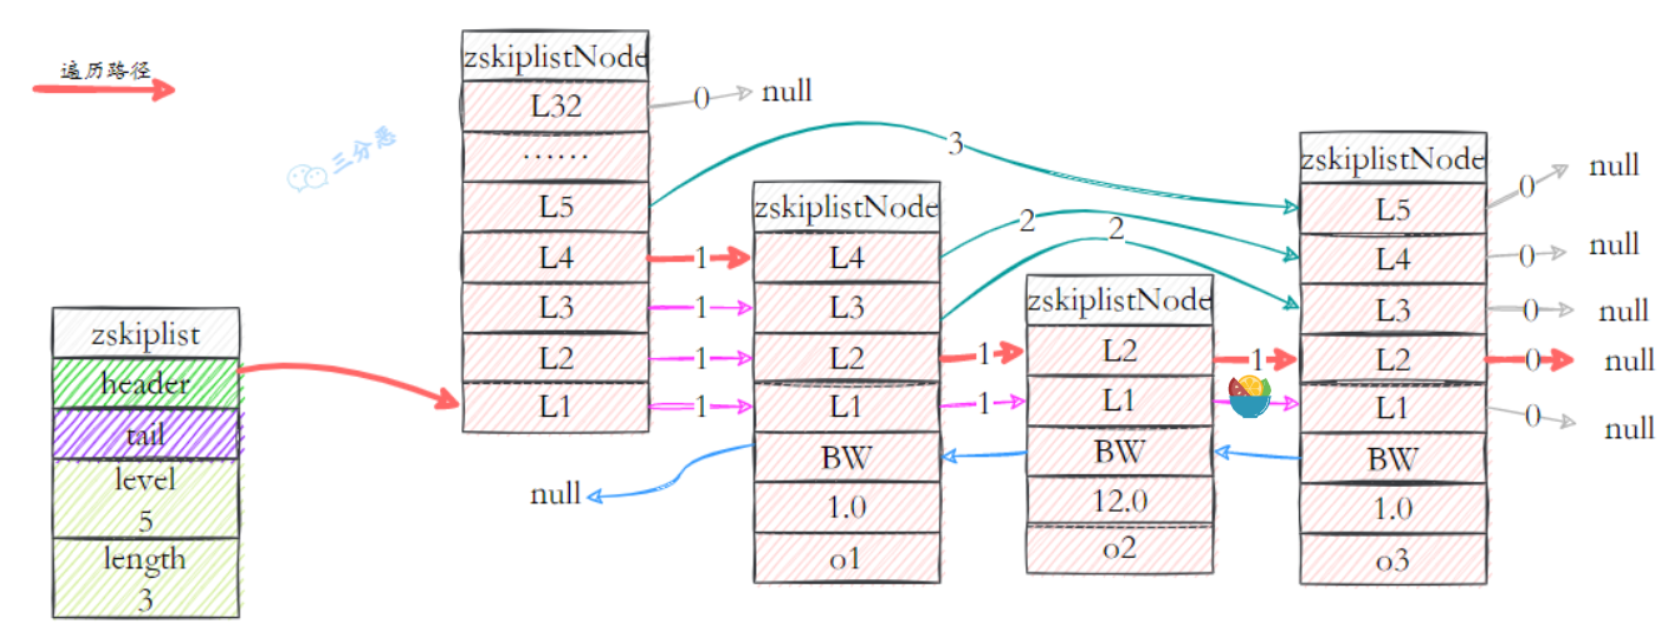 遍历路径
三分恶
zskiplist
header
tail
level
5
length
3
zskiplistNode
L32
······
L5
L4
L3
L2
L1
0
null
3
1
1
1
1
null
zskiplistNode
L4
L3
L2
L1
BW
1.0
o1
2
2
1
1
zskiplistNode
L2
L1
BW
12.0
o2
1
zskiplistNode
L5
L4
L3
L2
L1
BW
1.0
o3
0
null
0
null
0
null
0
null
0
null